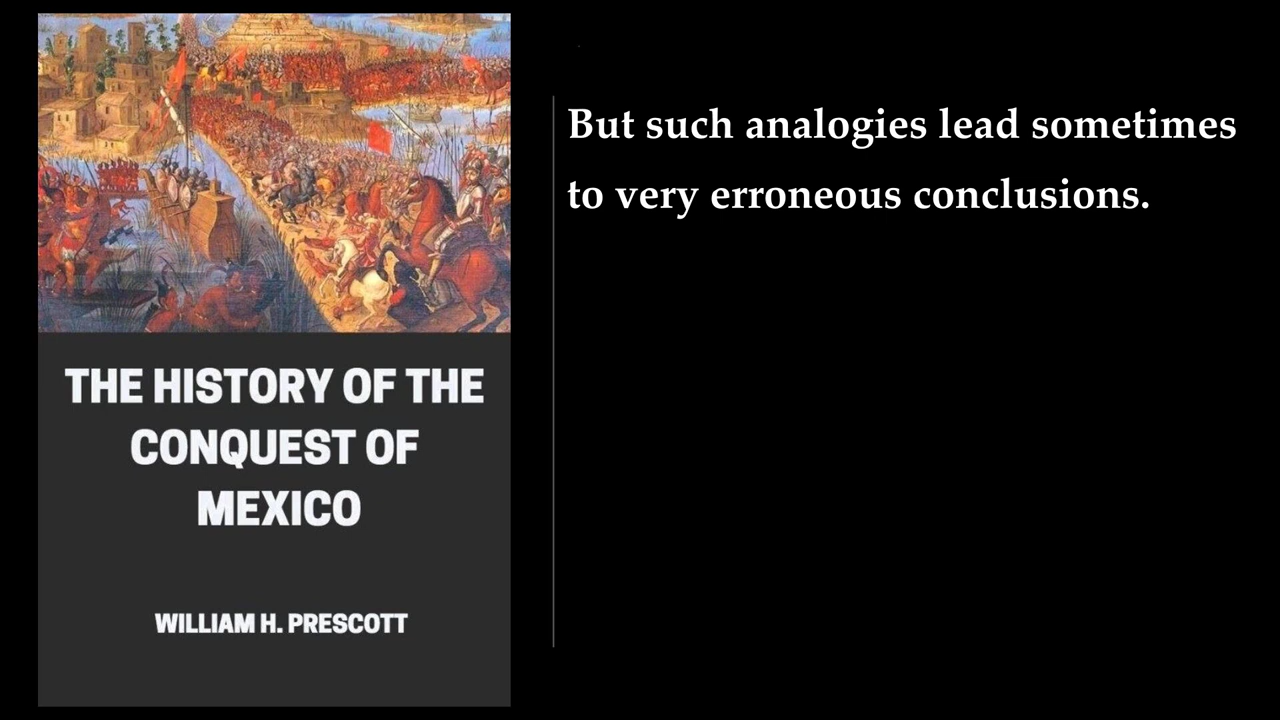 THE HISTORY OF THE
CONQUEST OF
MEXICO
WILLIAM H. PRESCOTT
But such analogies lead sometimes
to very erroneous conclusions.